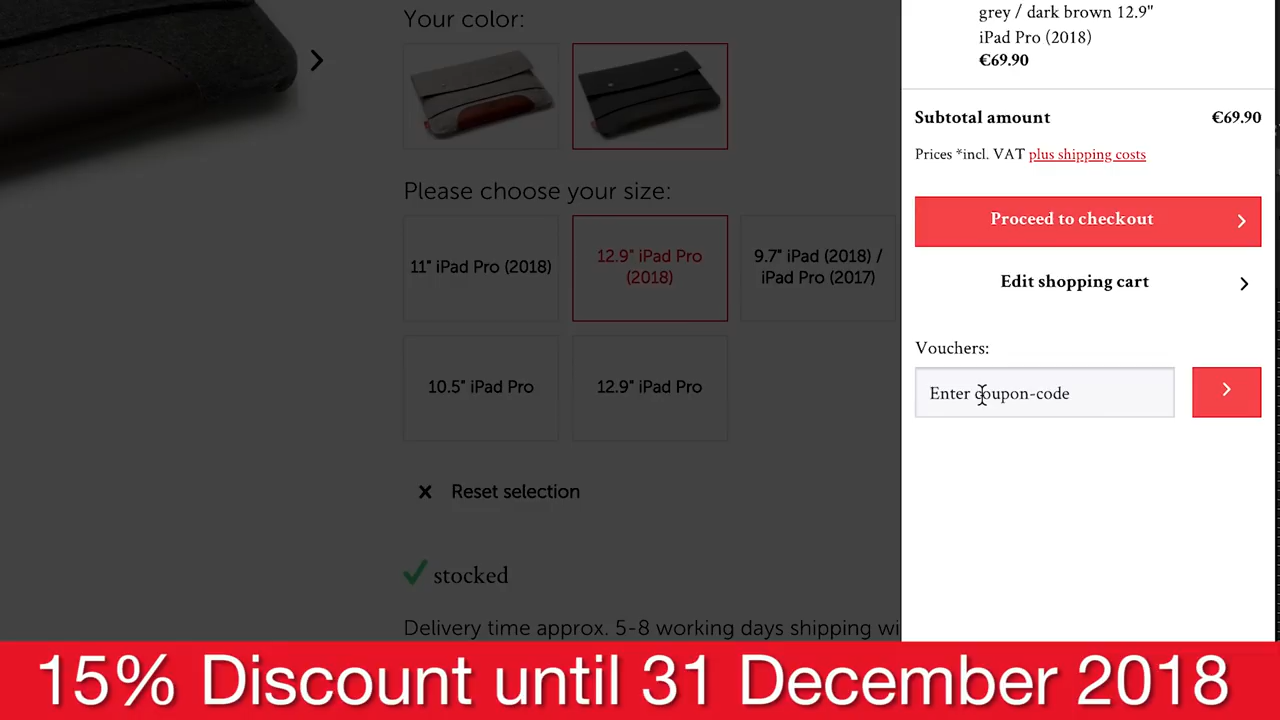 Your color:
Please choose your size:
11" iPad Pro (2018)
12.9" iPad Pro
(2018)
9.7" iPad (2018) /
iPad Pro (2017)
10.5" iPad Pro
12.9" iPad Pro
Reset selection
stocked
Delivery time approx. 5-8 working days shipping wi
grey / dark brown 12.9"
iPad Pro (2018)
€69.90
Subtotal amount €69.90
Prices *incl. VAT plus shipping costs
Proceed to checkout
Edit shopping cart
Vouchers:
Enter coupon-code
15% Discount until 31 December 2018